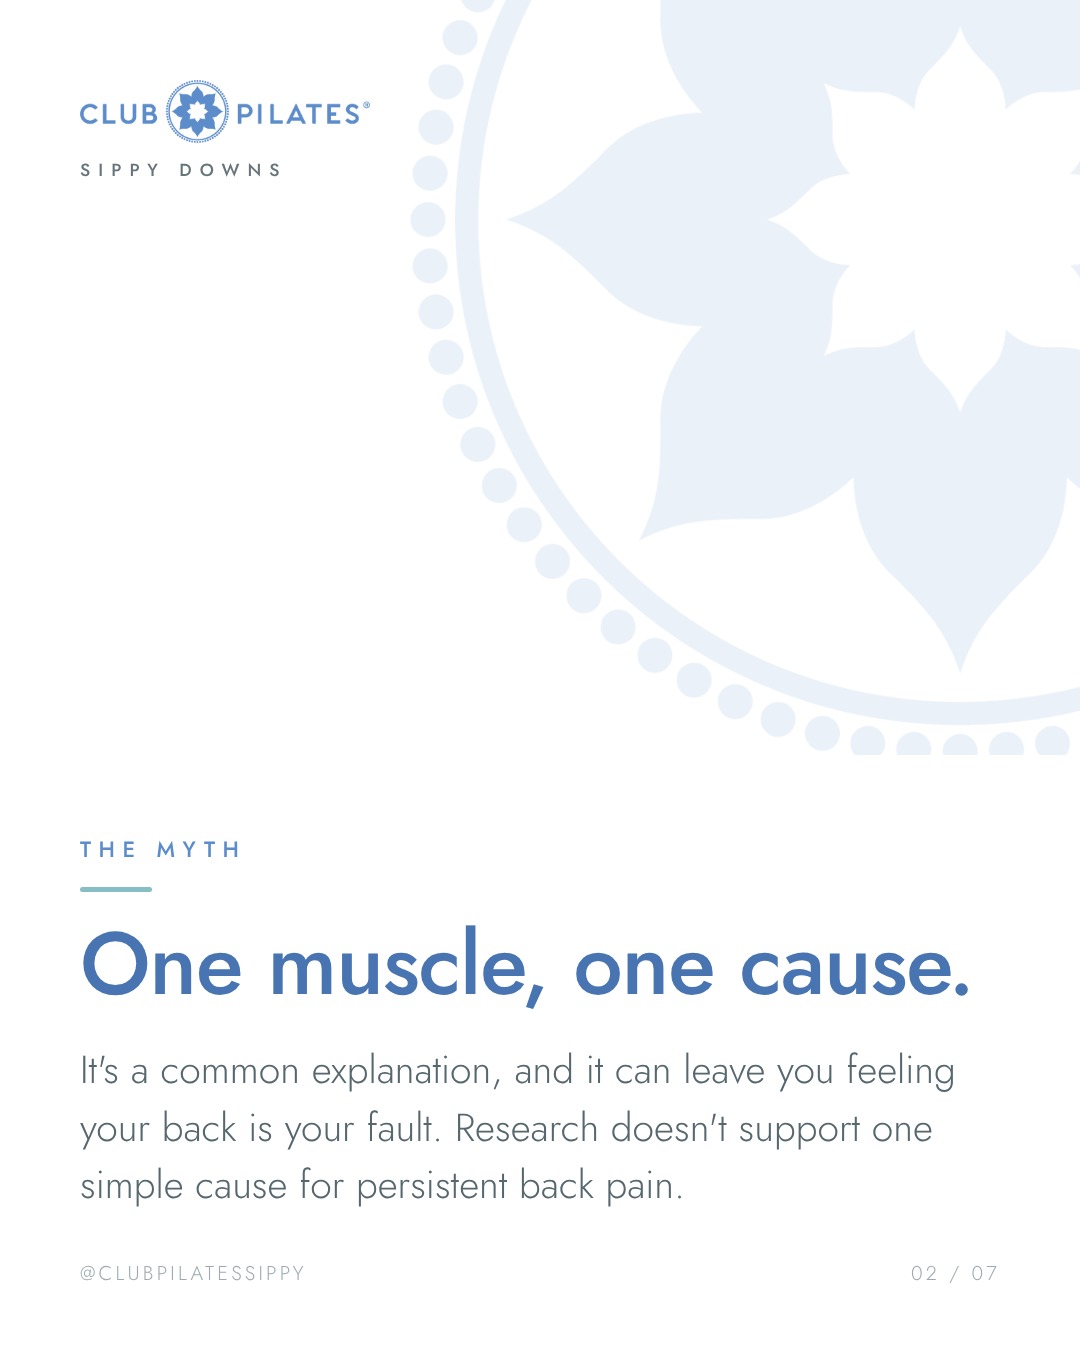 CLUB PILATES®
SIPPY DOWNS
THE MYTH
One muscle, one cause.
It's a common explanation, and it can leave you feeling
your back is your fault. Research doesn't support one
simple cause for persistent back pain.
@CLUBPILATESSIPPY
02 / 07